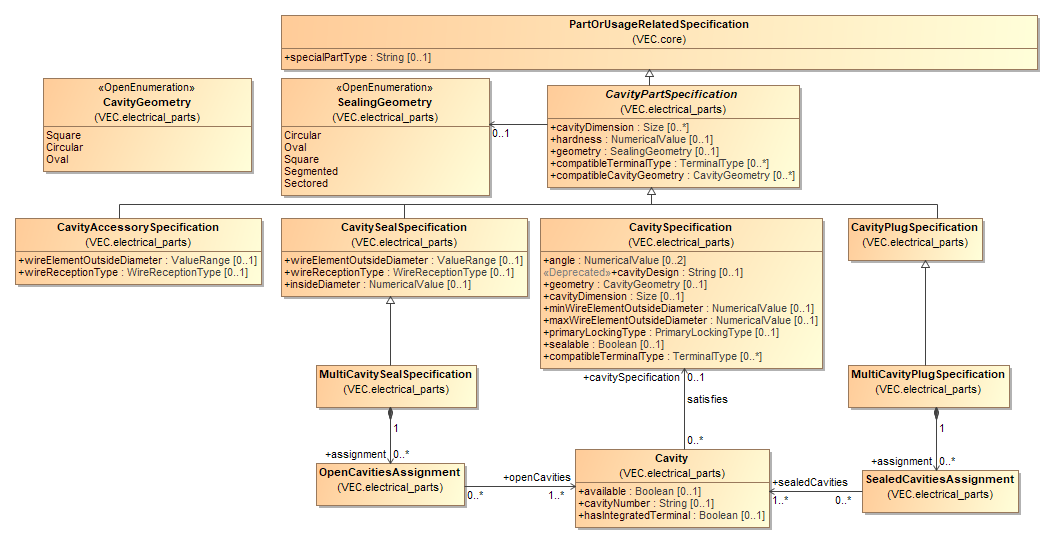 PartOrUsageRelatedSpecification
(VEC.core)
+specialPartType : String [0..1]
«OpenEnumeration»
CavityGeometry
(VEC.electrical_parts)
Square
Circular
Oval
«OpenEnumeration»
SealingGeometry
(VEC.electrical_parts)
Circular
Oval
Square
Segmented
Sectored
0..1
CavityPartSpecification
(VEC.electrical_parts)
+cavityDimension : Size [0..*]
+hardness : NumericalValue [0..1]
+geometry : SealingGeometry [0..1]
+compatibleTerminalType : TerminalType [0..*]
+compatibleCavityGeometry : CavityGeometry [0..*]
CavityAccessorySpecification
(VEC.electrical_parts)
+wireElementOutsideDiameter : ValueRange [0..1]
+wireReceptionType : WireReceptionType [0..1]
CavitySealSpecification
(VEC.electrical_parts)
+wireElementOutsideDiameter : ValueRange [0..1]
+wireReceptionType : WireReceptionType [0..1]
+insideDiameter : NumericalValue [0..1]
CavitySpecification
(VEC.electrical_parts)
+angle : NumericalValue [0..2]
«Deprecated»+cavityDesign : String [0..1]
+geometry : CavityGeometry [0..1]
+cavityDimension : Size [0..1]
+minWireElementOutsideDiameter : NumericalValue [0..1]
+maxWireElementOutsideDiameter : NumericalValue [0..1]
+primaryLockingType : PrimaryLockingType [0..1]
+sealable : Boolean [0..1]
+compatibleTerminalType : TerminalType [0..*]
CavityPlugSpecification
(VEC.electrical_parts)
MultiCavitySealSpecification
(VEC.electrical_parts)
1
+assignment 0..*
+cavitySpecification 0..1
satisfies
0..*
MultiCavityPlugSpecification
(VEC.electrical_parts)
1
+assignment 0..*
OpenCavitiesAssignment
(VEC.electrical_parts)
+openCavities
0..* 1..*
Cavity
(VEC.electrical_parts)
+available : Boolean [0..1]
+cavityNumber : String [0..1]
+hasIntegratedTerminal : Boolean [0..1]
+sealedCavities
1..* 0..*
SealedCavitiesAssignment
(VEC.electrical_parts)